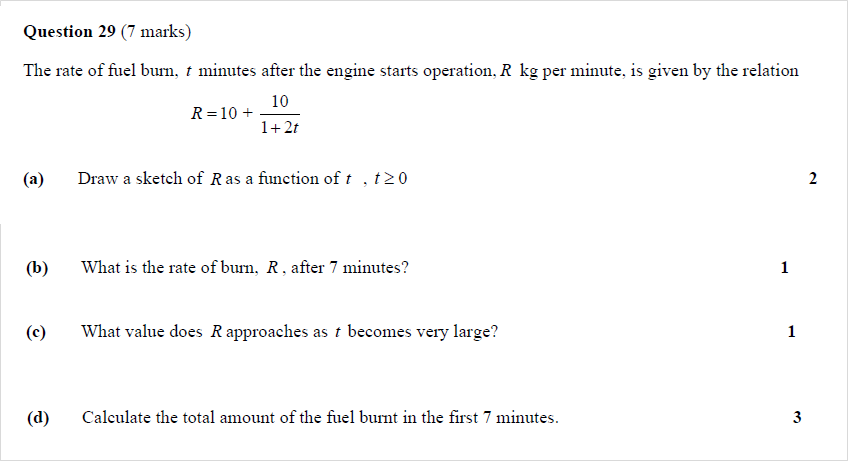 Question 29 (7 marks)
The rate of fuel burn, t minutes after the engine starts operation, R kg per minute, is given by the relation
R = 10 + 10/(1+2t)
(a) Draw a sketch of R as a function of t , t ≥ 0 2
(b) What is the rate of burn, R , after 7 minutes? 1
(c) What value does R approaches as t becomes very large? 1
(d) Calculate the total amount of the fuel burnt in the first 7 minutes. 3